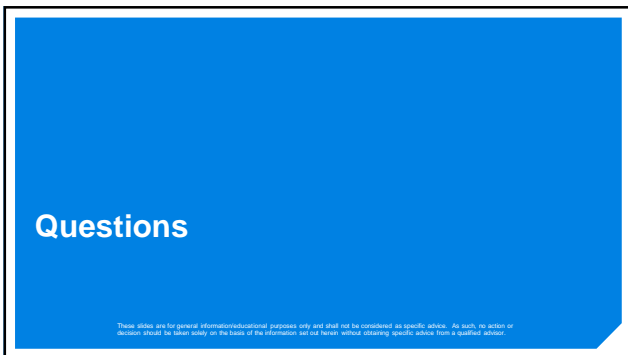 Questions
These slides are for general information/educational purposes only and shall not be considered as specific advice. As such, no action or
decision should be taken solely on the basis of the information set out herein without obtaining specific advice from a qualified advisor.